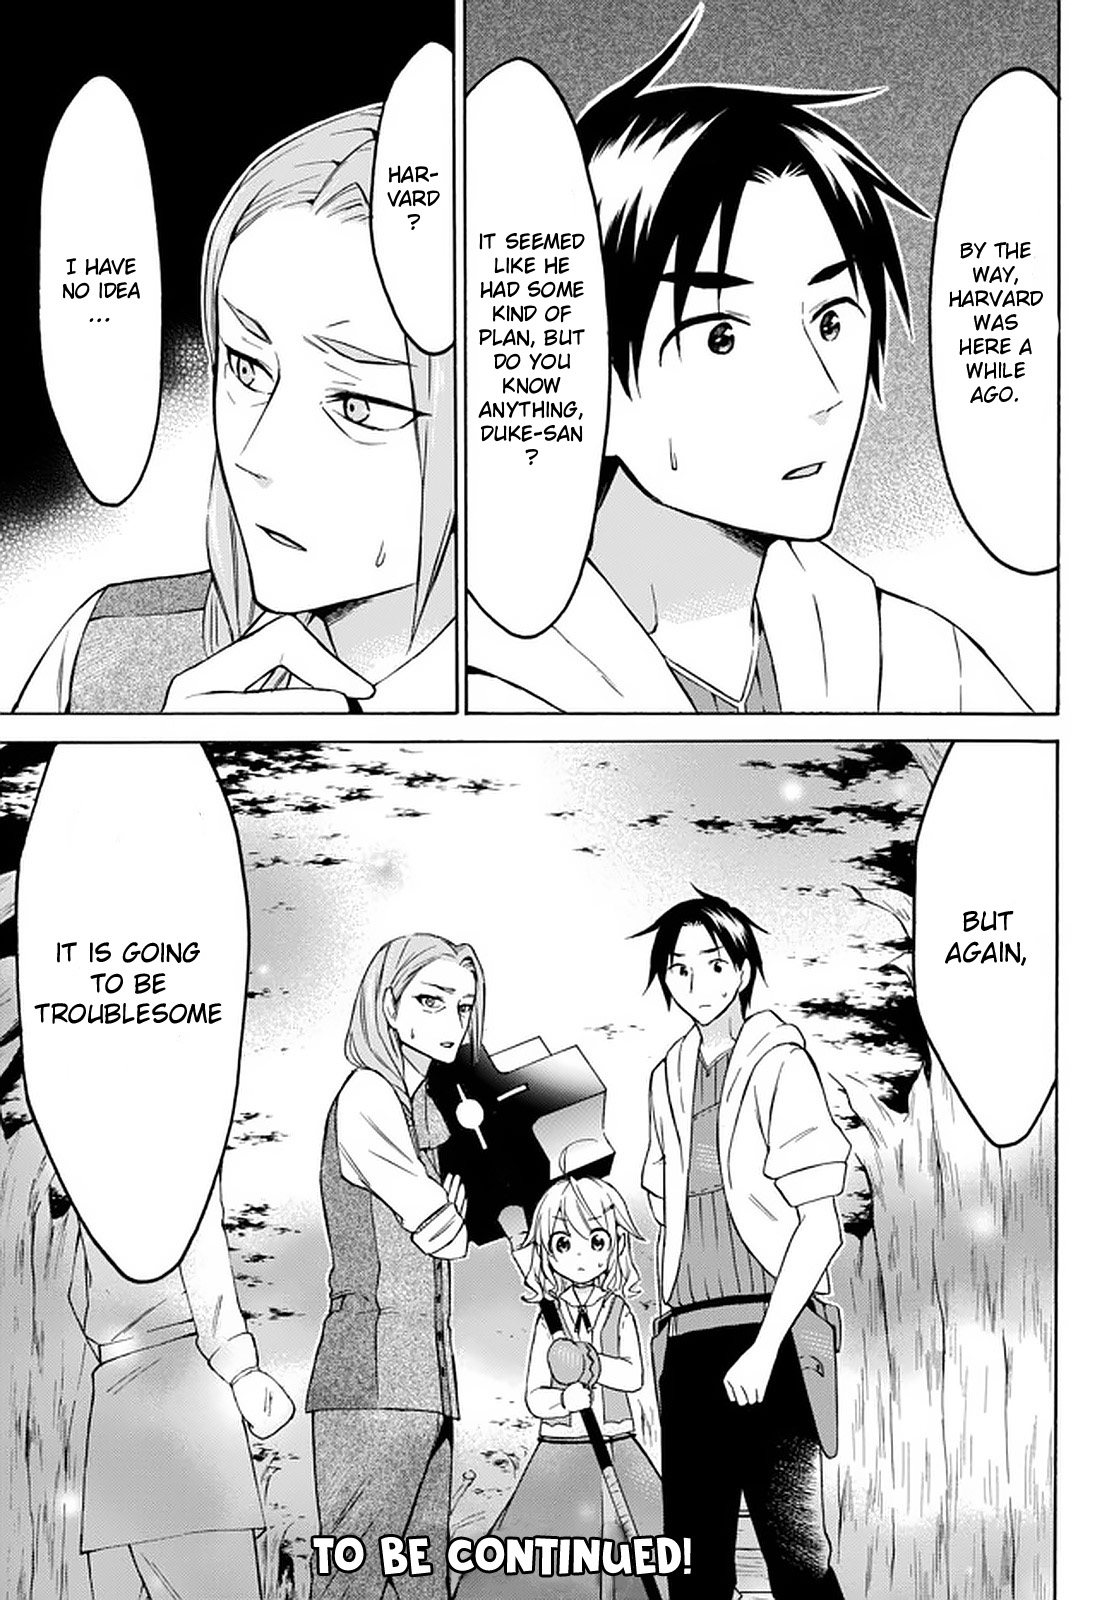 BY THE
WAY,
HARVARD
WAS
HERE A
WHILE
AGO.
IT SEEMED
LIKE HE
HAD SOME
KIND OF
PLAN, BUT
DO YOU
KNOW
ANYTHING,
DUKE-SAN
?
HAR-
VARD
?
I HAVE
NO IDEA
...
BUT
AGAIN,
IT IS GOING
TO BE
TROUBLESOME
TO BE CONTINUED!